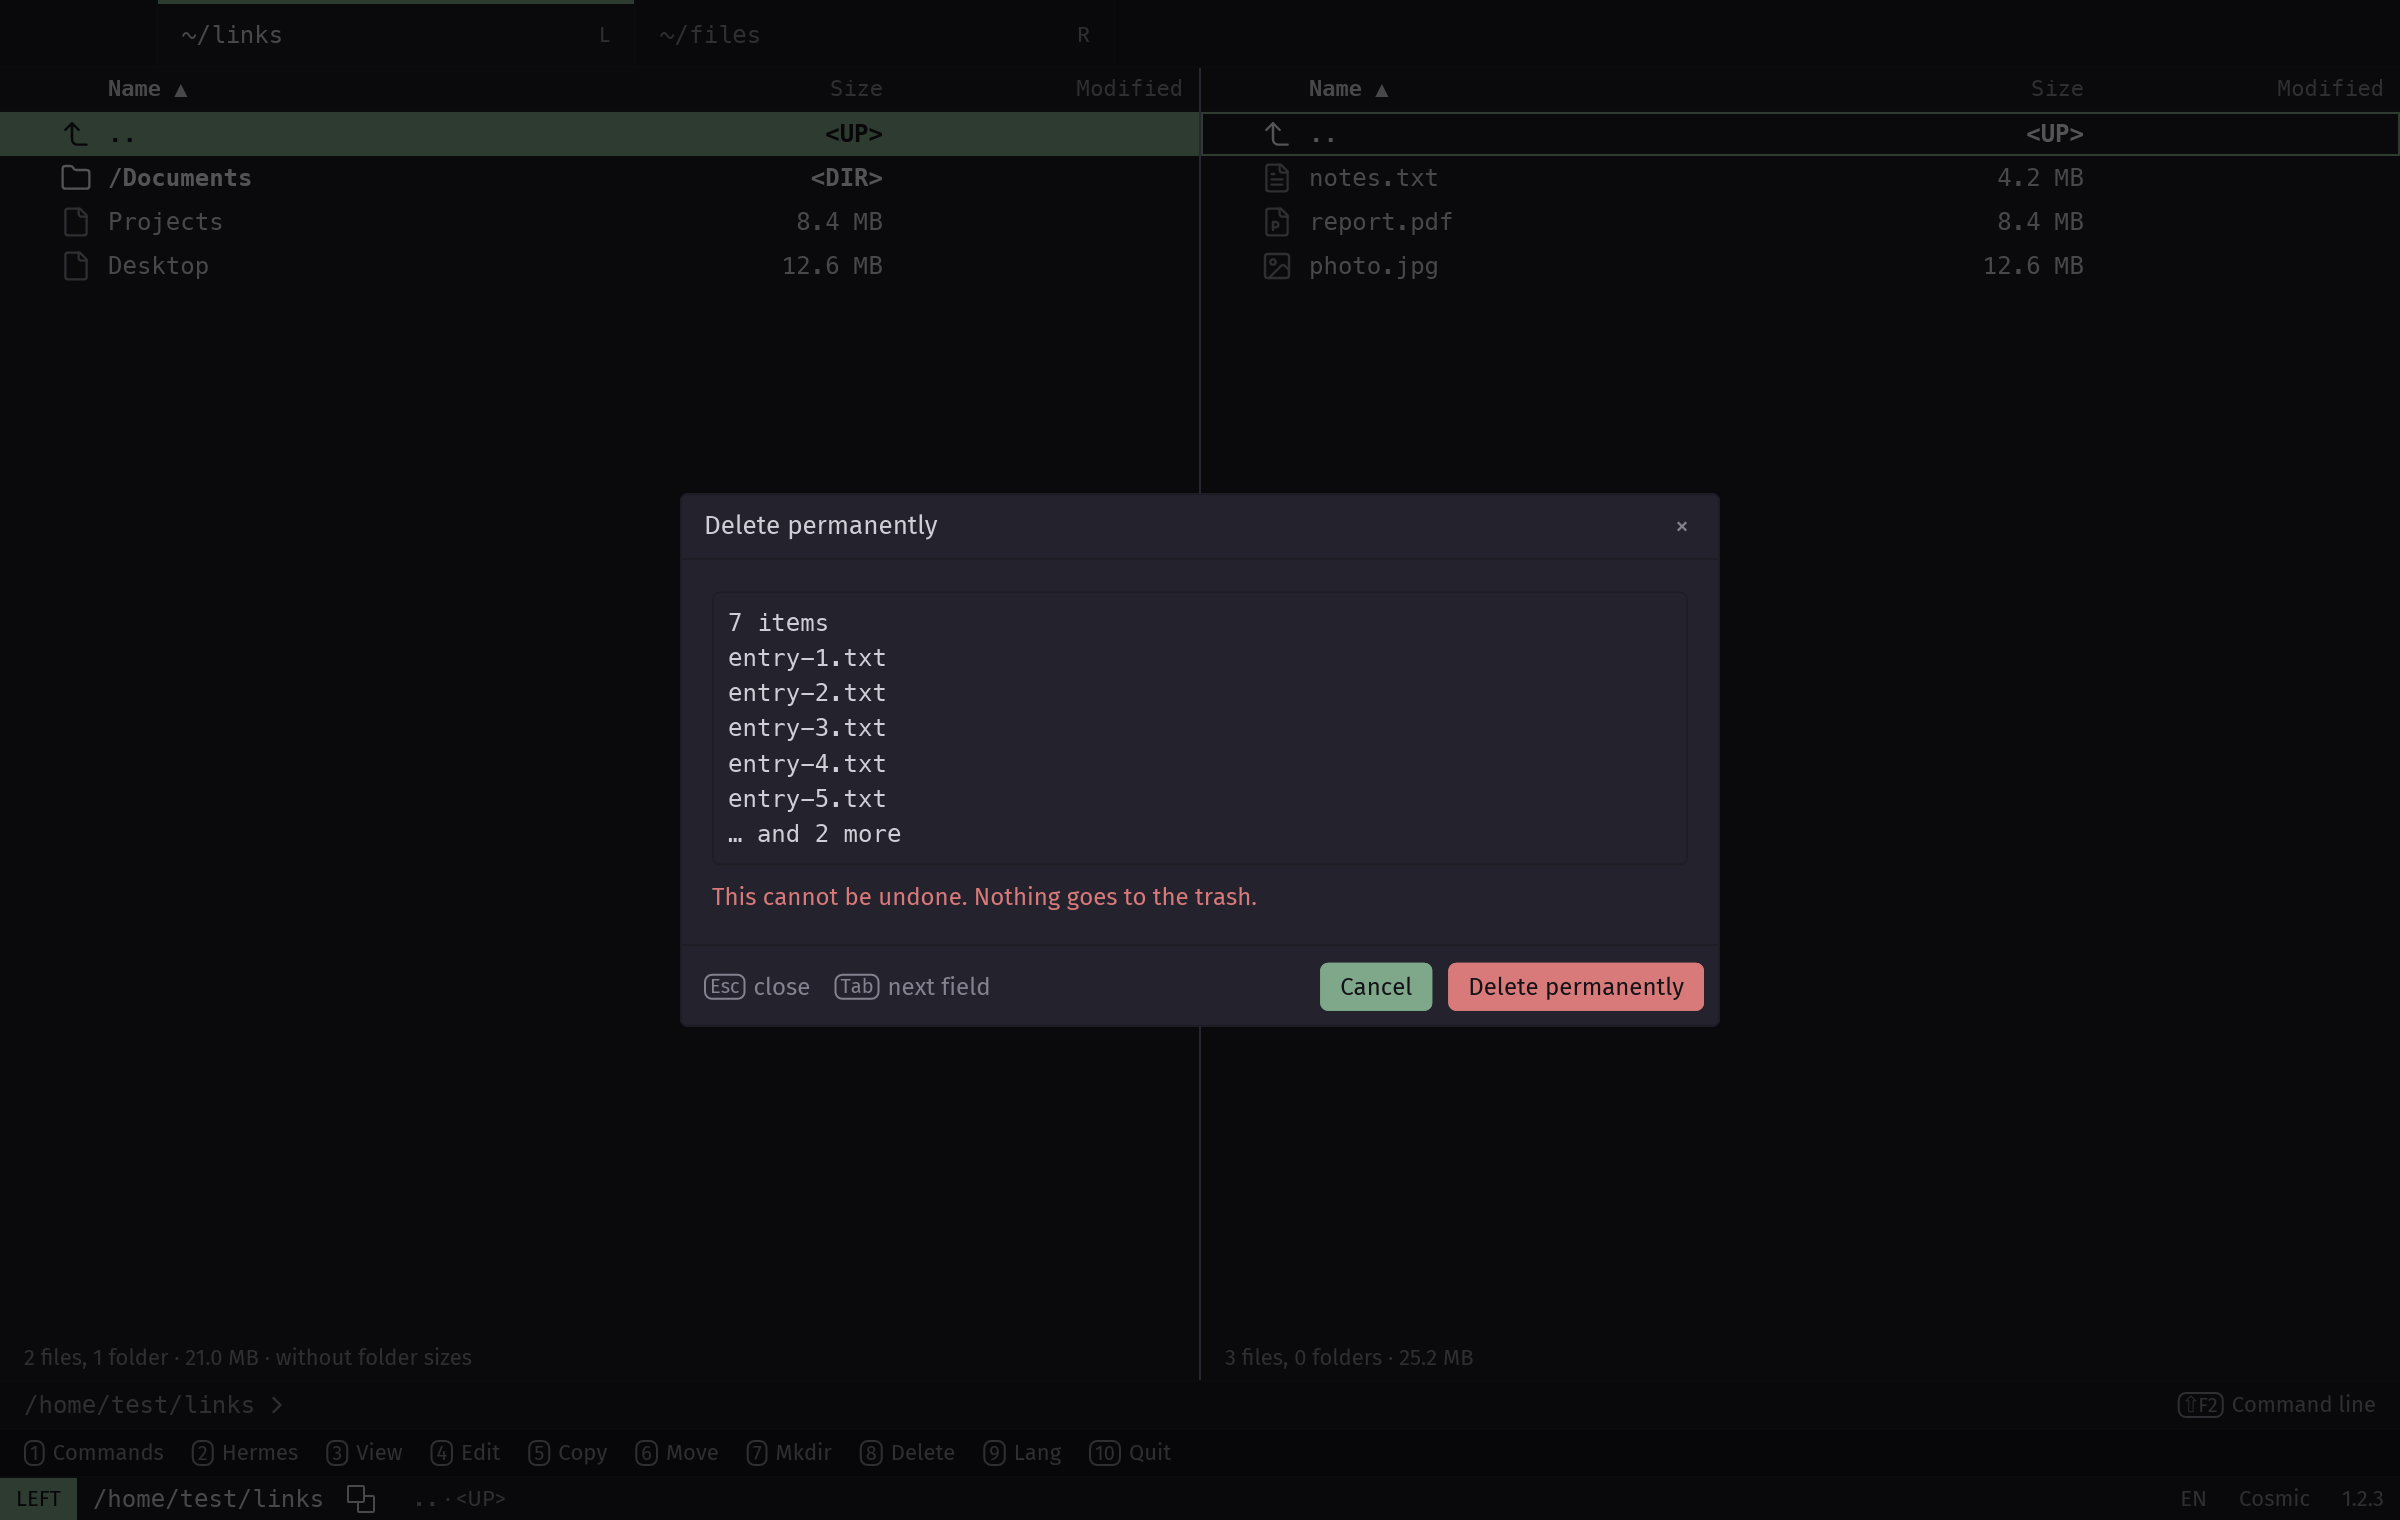 ~/links L ~/files R
Name ▲ Size Modified Name ▲ Size Modified
.. <UP> .. <UP>
/Documents <DIR> notes.txt 4.2 MB
Projects 8.4 MB report.pdf 8.4 MB
Desktop 12.6 MB photo.jpg 12.6 MB
Delete permanently ×
7 items
entry-1.txt
entry-2.txt
entry-3.txt
entry-4.txt
entry-5.txt
… and 2 more
This cannot be undone. Nothing goes to the trash.
Esc close Tab next field Cancel Delete permanently
2 files, 1 folder · 21.0 MB · without folder sizes 3 files, 0 folders · 25.2 MB
/home/test/links > ⇧F2 Command line
1 Commands 2 Hermes 3 View 4 Edit 5 Copy 6 Move 7 Mkdir 8 Delete 9 Lang 10 Quit
LEFT /home/test/links .. · <UP> EN Cosmic 1.2.3